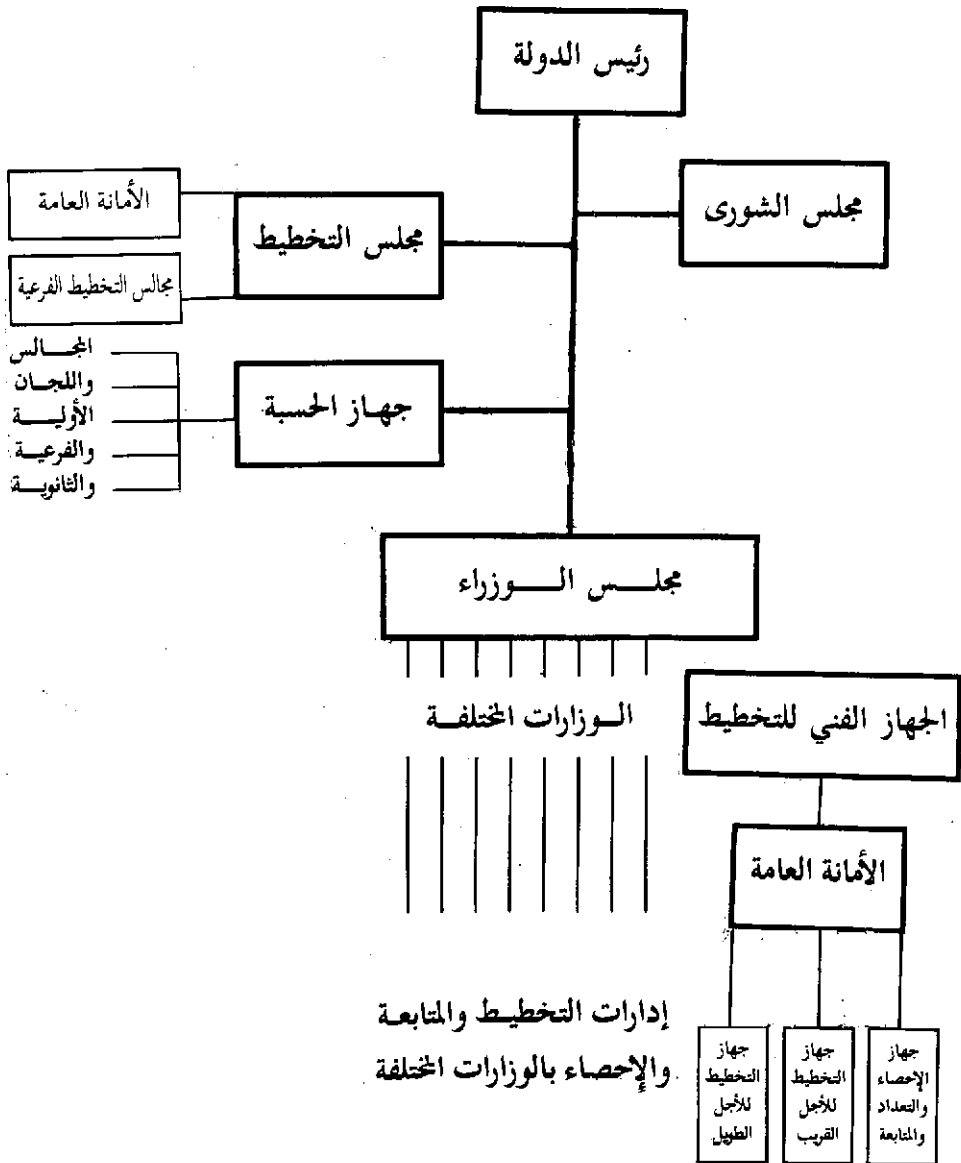 رئيس الدولة
مجلس الشورى
مجلس التخطيط
الأمانة العامة
مجالس التخطيط الفرعية
جهاز الحسبة
المجالس
واللجان
الأولية
والفرعية
والثانوية
مجلس الوزراء
الوزارات المختلفة
الجهاز الفني للتخطيط
الأمانة العامة
إدارات التخطيط والمتابعة
والإحصاء بالوزارات المختلفة
جهاز
الإحصاء
والتعداد
والمتابعة
جهاز
التخطيط
للأجل
القريب
جهاز
التخطيط
للأجل
الطويل